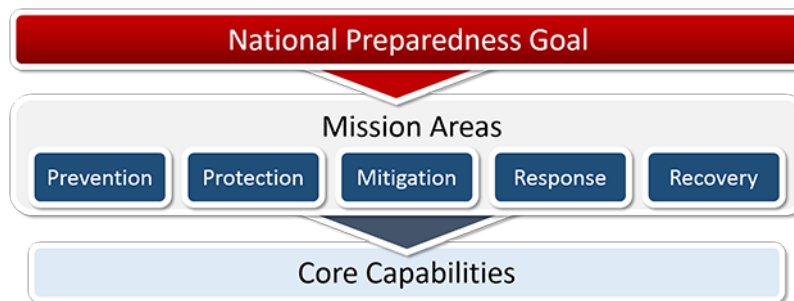 National Preparedness Goal
Mission Areas
Prevention
Protection
Mitigation
Response
Recovery
Core Capabilities